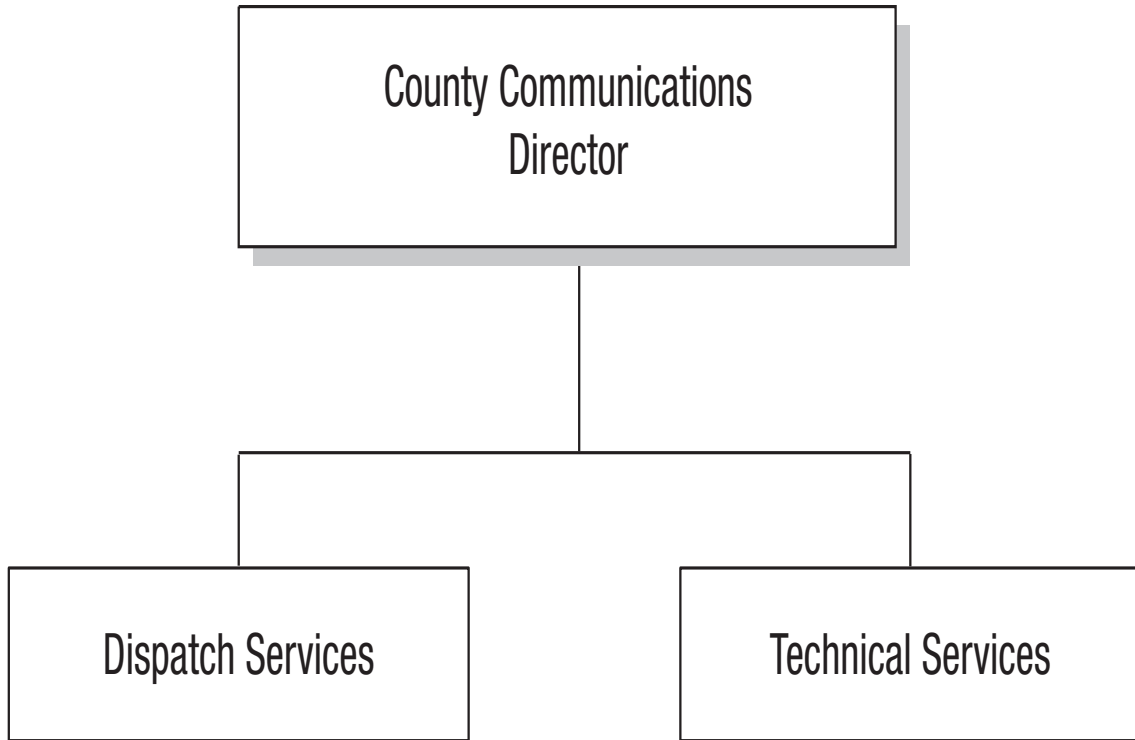 County Communications
Director
Dispatch Services
Technical Services